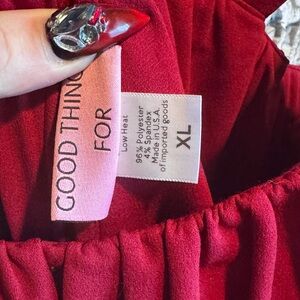 GOOD THING
FOR
Low Heat
96% Polyester
4% Spandex
Made in U.S.A
of imported goods
XL